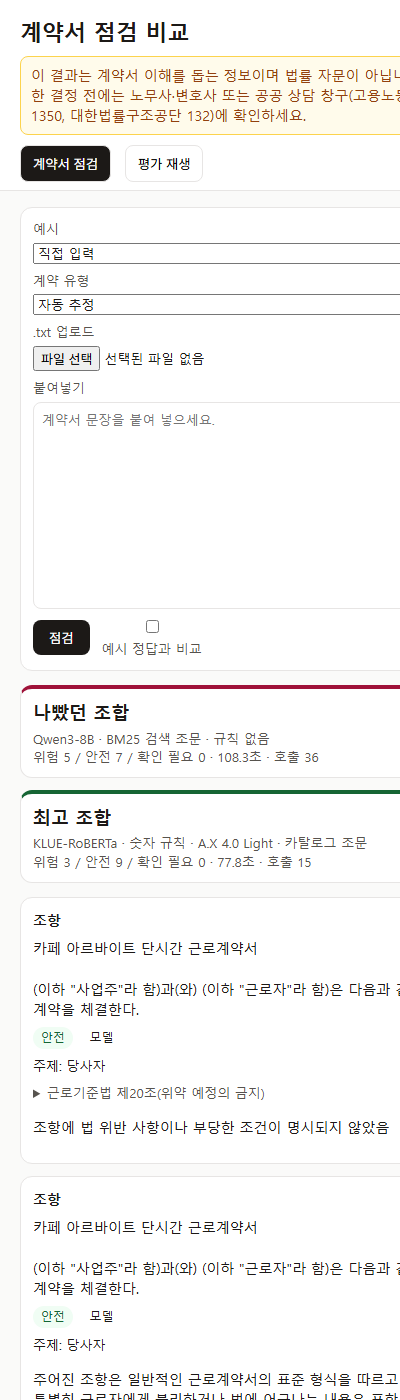 계약서 점검 비교
이 결과는 계약서 이해를 돕는 정보이며 법률 자문이 아닙니
한 결정 전에는 노무사·변호사 또는 공공 상담 창구(고용노동
1350, 대한법률구조공단 132)에 확인하세요.
계약서 점검
평가 재생
예시
직접 입력
계약 유형
자동 추정
.txt 업로드
파일 선택 선택된 파일 없음
붙여넣기
계약서 문장을 붙여 넣으세요.
점검
예시 정답과 비교
나빴던 조합
Qwen3-8B · BM25 검색 조문 · 규칙 없음
위험 5 / 안전 7 / 확인 필요 0 · 108.3초 · 호출 36
최고 조합
KLUE-RoBERTa · 숫자 규칙 · A.X 4.0 Light · 카탈로그 조문
위험 3 / 안전 9 / 확인 필요 0 · 77.8초 · 호출 15
조항
카페 아르바이트 단시간 근로계약서
(이하 "사업주"라 함)과(와) (이하 "근로자"라 함)은 다음과
계약을 체결한다.
안전 모델
주제: 당사자
▶ 근로기준법 제20조(위약 예정의 금지)
조항에 법 위반 사항이나 부당한 조건이 명시되지 않았음
조항
카페 아르바이트 단시간 근로계약서
(이하 "사업주"라 함)과(와) (이하 "근로자"라 함)은 다음과
계약을 체결한다.
안전 모델
주제: 당사자
주어진 조항은 일반적인 근로계약서의 표준 형식을 따르고